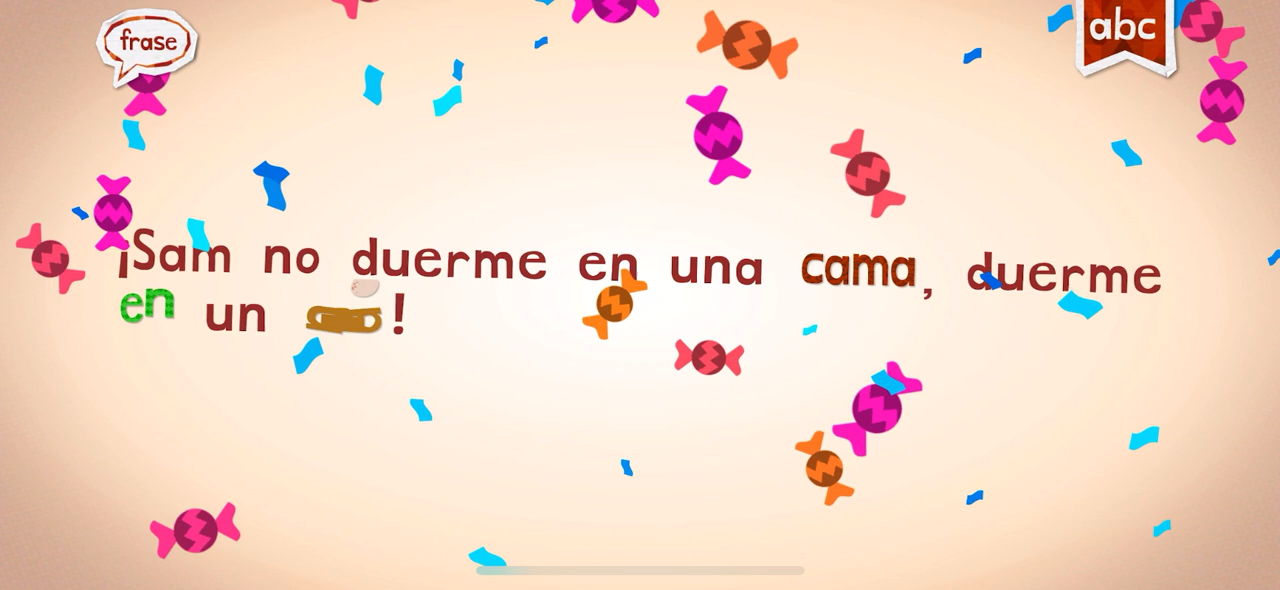 frase
abc
¡Sam no duerme en una cama, duerme
en un !